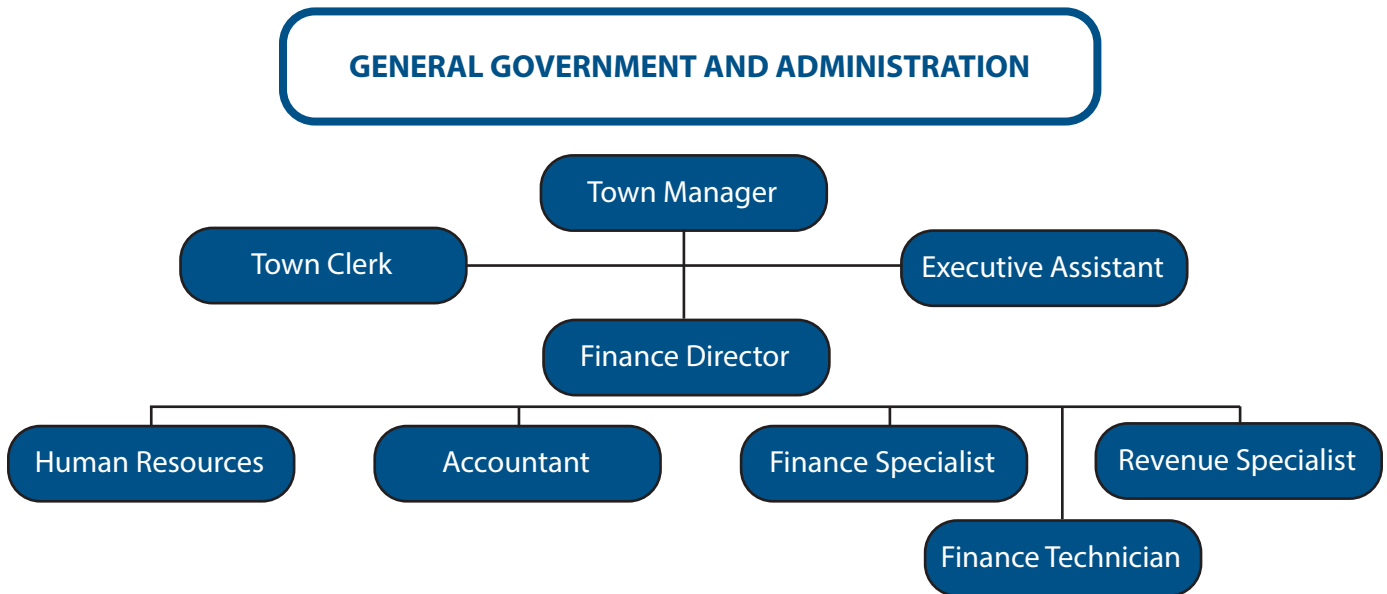 GENERAL GOVERNMENT AND ADMINISTRATION
Town Manager
Town Clerk
Executive Assistant
Finance Director
Human Resources
Accountant
Finance Specialist
Revenue Specialist
Finance Technician